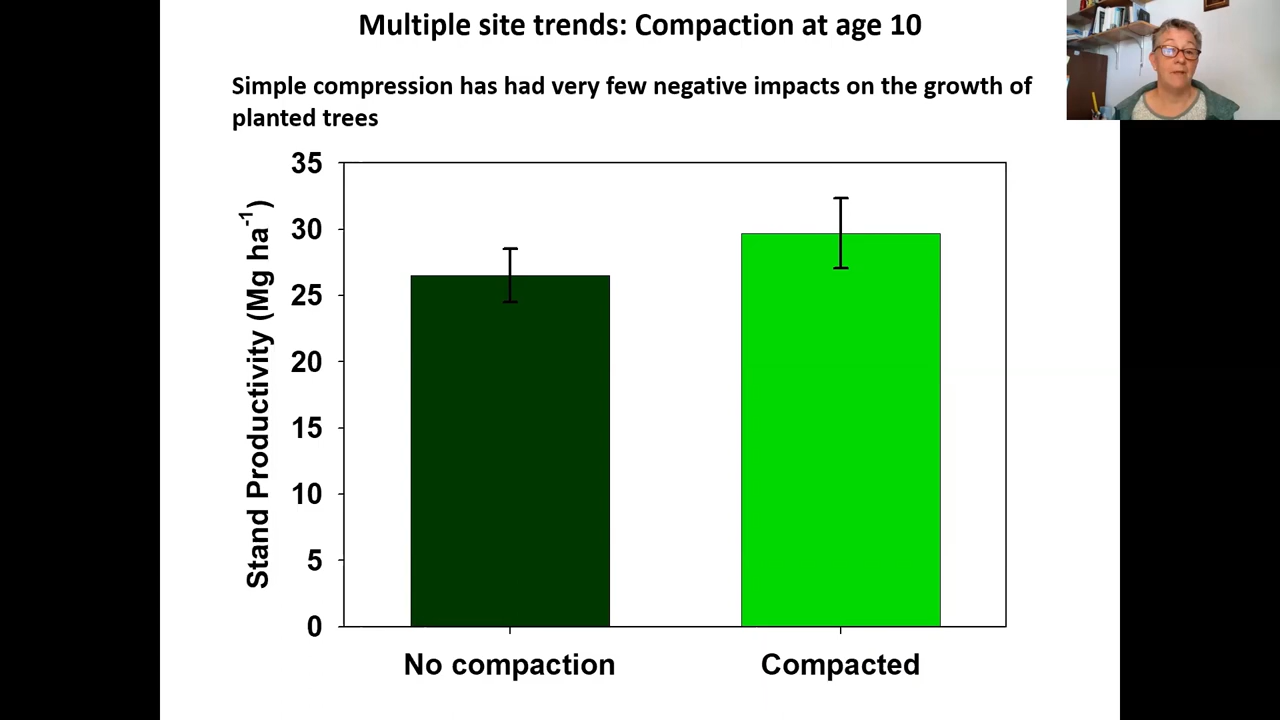 Multiple site trends: Compaction at age 10
Simple compression has had very few negative impacts on the growth of
planted trees
Stand Productivity (Mg ha⁻¹)
35
30
25
20
15
10
5
0
No compaction
Compacted